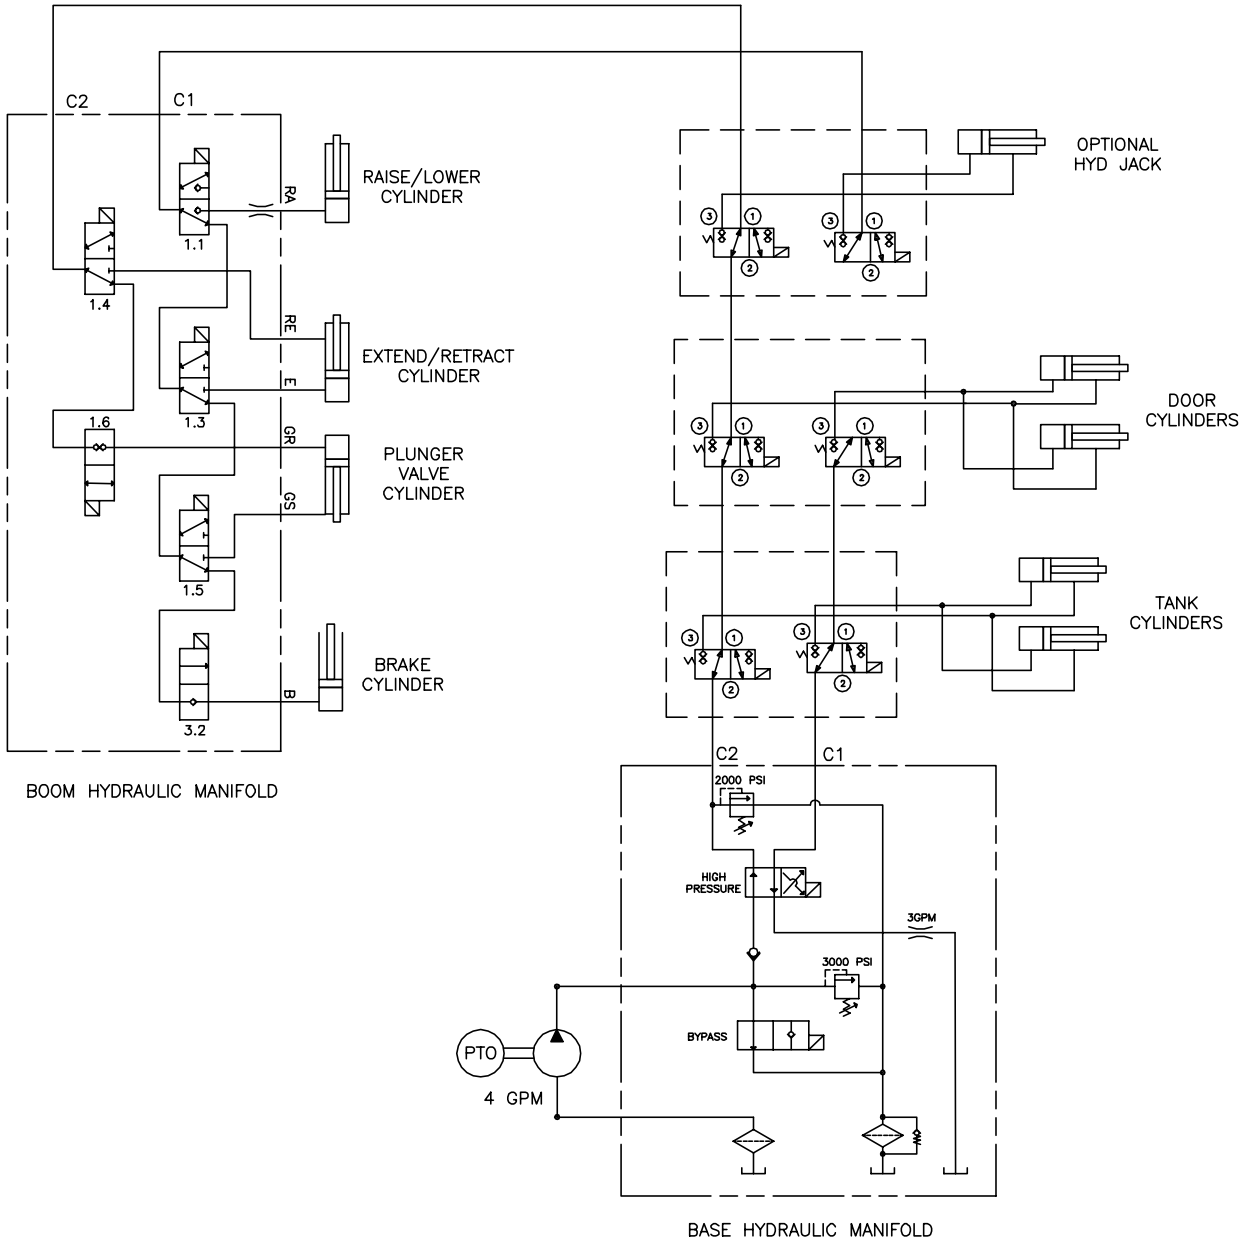 C2
C1
OPTIONAL
HYD JACK
RAISE/LOWER
CYLINDER
RA
1.1
3
1
2
3
1
2
1.4
RE
EXTEND/RETRACT
CYLINDER
E
1.3
DOOR
CYLINDERS
3
1
2
3
1
2
1.6
GR
PLUNGER
VALVE
CYLINDER
GS
1.5
TANK
CYLINDERS
3
1
2
3
1
2
BRAKE
CYLINDER
B
3.2
BOOM HYDRAULIC MANIFOLD
C2
C1
2000 PSI
HIGH
PRESSURE
3GPM
3000 PSI
BYPASS
PTO
4 GPM
BASE HYDRAULIC MANIFOLD